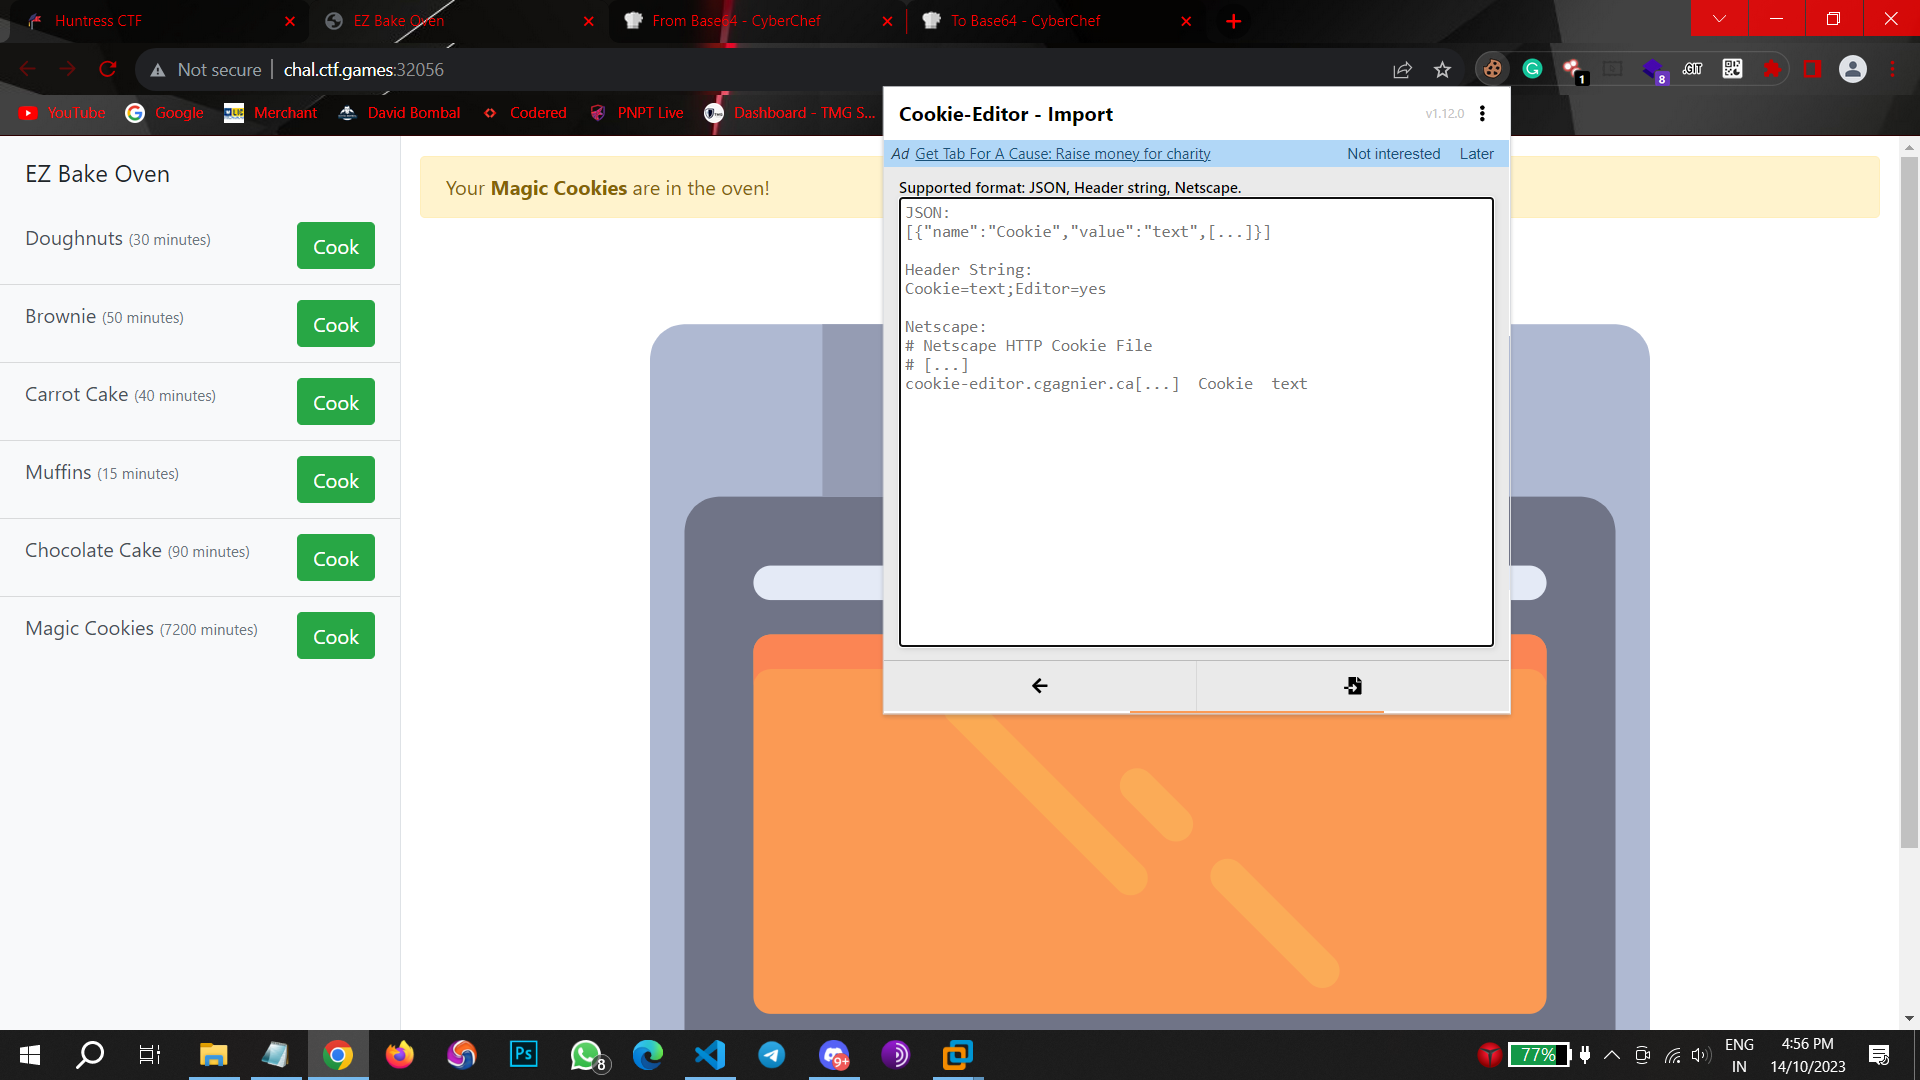 Huntress CTF
EZ Bake Oven
From Base64 - CyberChef
To Base64 - CyberChef
Not secure
chal.ctf.games:32056
1
8
.GIT
YouTube
Google
Merchant
David Bombal
Codered
PNPT Live
Dashboard - TMG S...
Cookie-Editor - Import
v1.12.0
Ad Get Tab For A Cause: Raise money for charity
Not interested
Later
Supported format: JSON, Header string, Netscape.
JSON:
[{"name":"Cookie","value":"text",[...]}]
Header String:
Cookie=text;Editor=yes
Netscape:
# Netscape HTTP Cookie File
# [...]
cookie-editor.cgagnier.ca[...]  Cookie  text
EZ Bake Oven
Your Magic Cookies are in the oven!
Doughnuts (30 minutes)
Cook
Brownie (50 minutes)
Cook
Carrot Cake (40 minutes)
Cook
Muffins (15 minutes)
Cook
Chocolate Cake (90 minutes)
Cook
Magic Cookies (7200 minutes)
Cook
Ps
8
9+
77%
ENG
IN
4:56 PM
14/10/2023